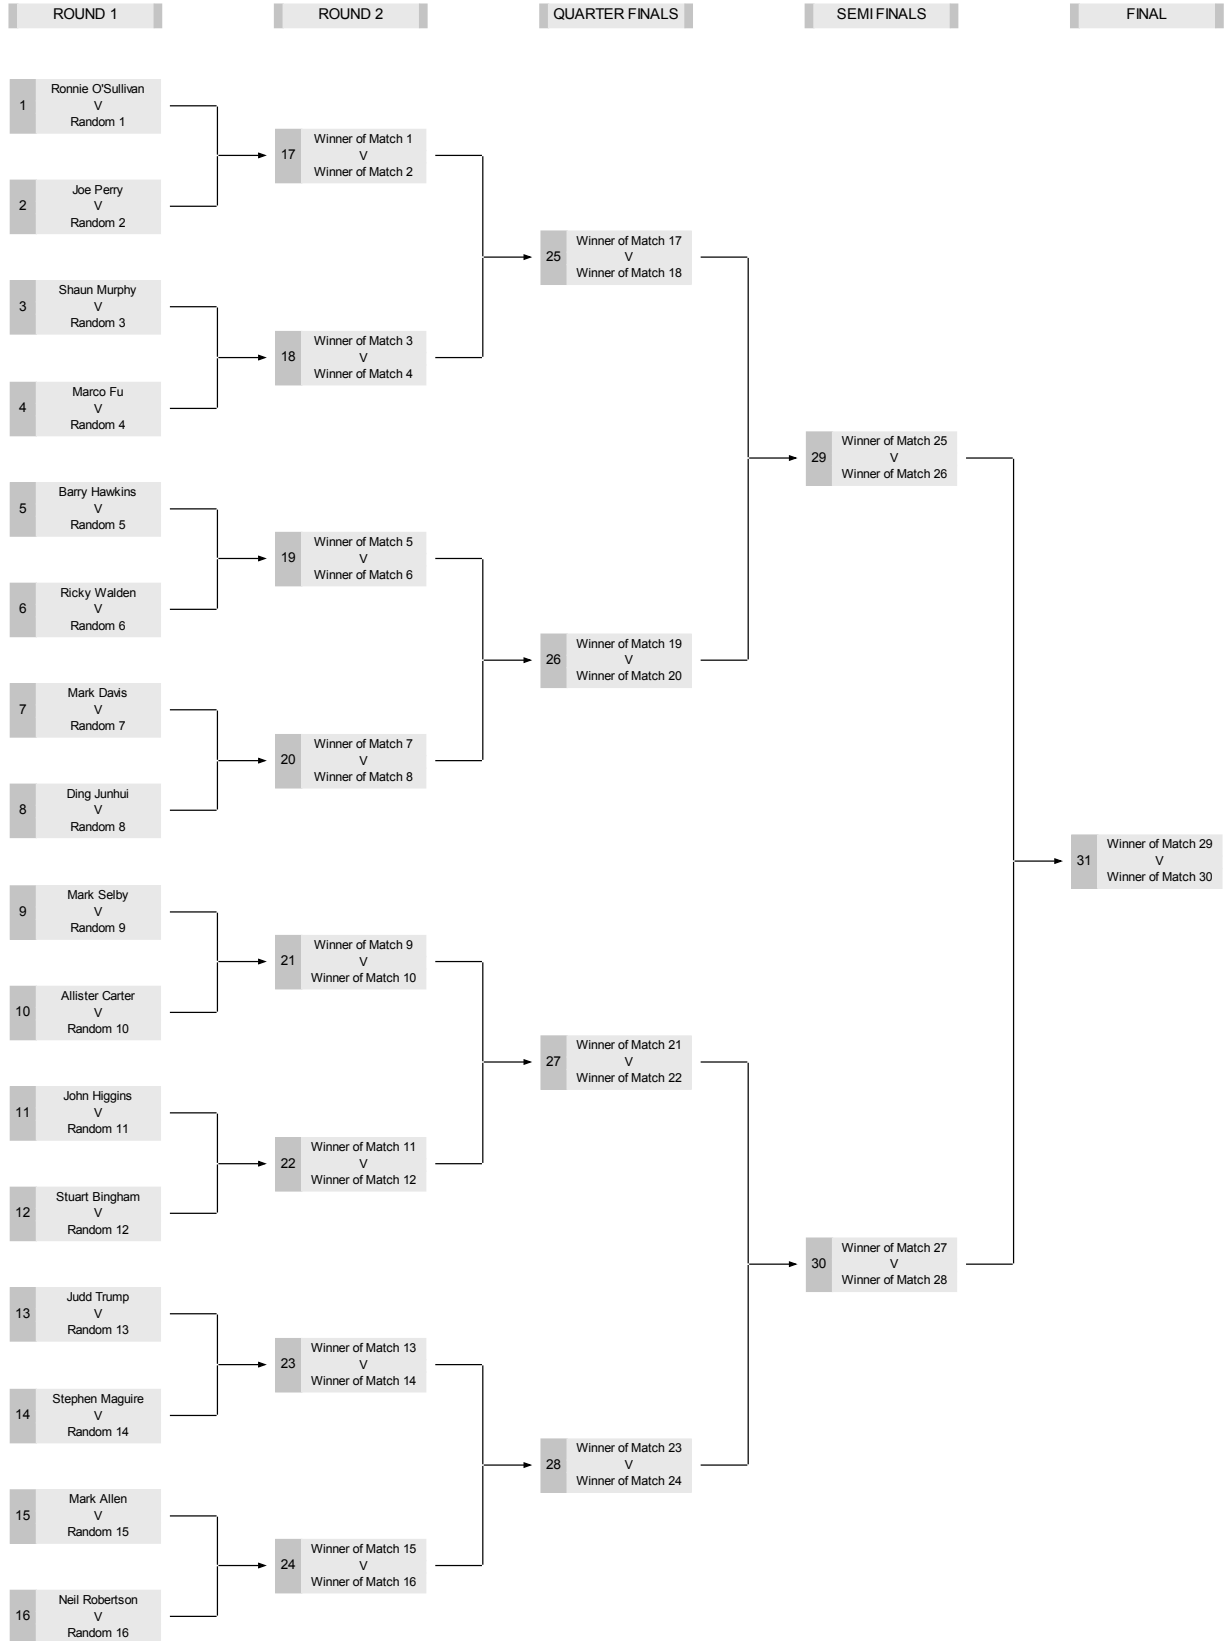 ROUND 1
ROUND 2
QUARTER FINALS
SEMI FINALS
FINAL
1
Ronnie O'Sullivan
V
Random 1
2
Joe Perry
V
Random 2
3
Shaun Murphy
V
Random 3
4
Marco Fu
V
Random 4
5
Barry Hawkins
V
Random 5
6
Ricky Walden
V
Random 6
7
Mark Davis
V
Random 7
8
Ding Junhui
V
Random 8
9
Mark Selby
V
Random 9
10
Allister Carter
V
Random 10
11
John Higgins
V
Random 11
12
Stuart Bingham
V
Random 12
13
Judd Trump
V
Random 13
14
Stephen Maguire
V
Random 14
15
Mark Allen
V
Random 15
16
Neil Robertson
V
Random 16
17
Winner of Match 1
V
Winner of Match 2
18
Winner of Match 3
V
Winner of Match 4
19
Winner of Match 5
V
Winner of Match 6
20
Winner of Match 7
V
Winner of Match 8
21
Winner of Match 9
V
Winner of Match 10
22
Winner of Match 11
V
Winner of Match 12
23
Winner of Match 13
V
Winner of Match 14
24
Winner of Match 15
V
Winner of Match 16
25
Winner of Match 17
V
Winner of Match 18
26
Winner of Match 19
V
Winner of Match 20
27
Winner of Match 21
V
Winner of Match 22
28
Winner of Match 23
V
Winner of Match 24
29
Winner of Match 25
V
Winner of Match 26
30
Winner of Match 27
V
Winner of Match 28
31
Winner of Match 29
V
Winner of Match 30